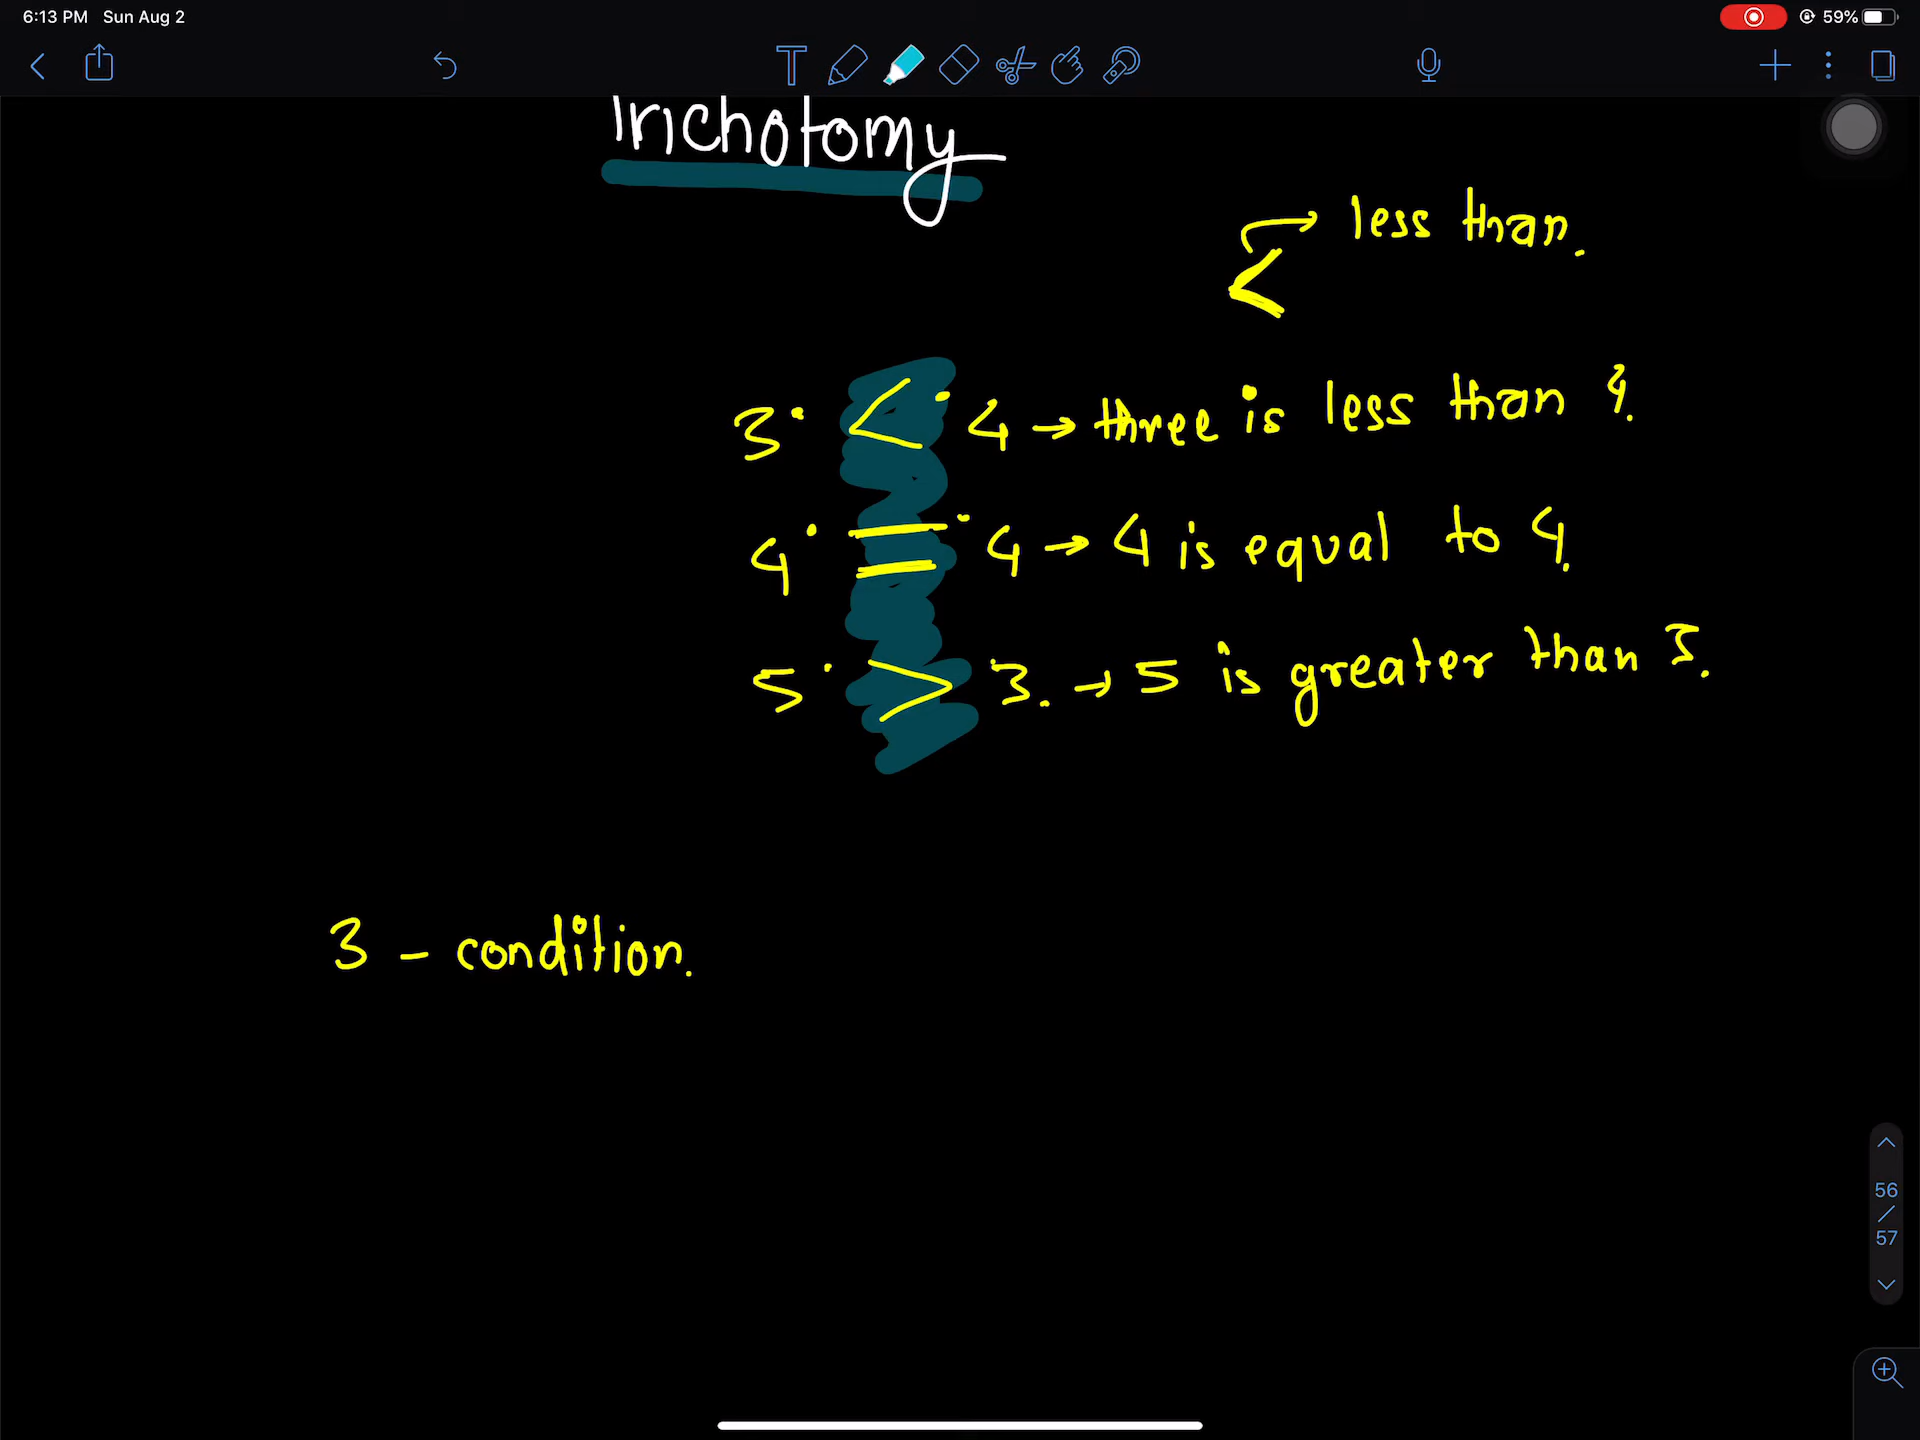 6:13 PM Sun Aug 2
59%
Trichotomy
< → less than.
3 < 4 → three is less than 4.
4 = 4 → 4 is equal to 4.
5 > 3. → 5 is greater than 3.
3 - condition.
56
/
57